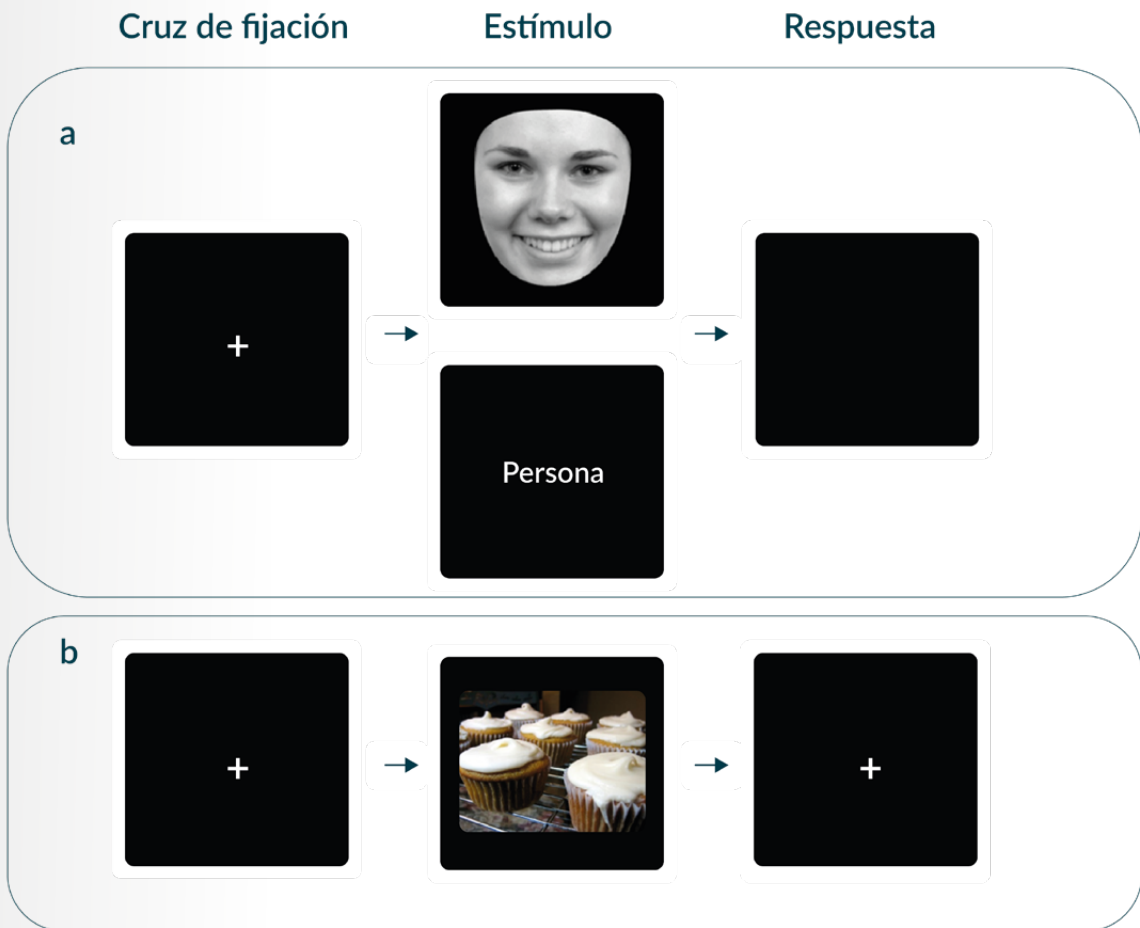 Cruz de fijación
Estímulo
Respuesta
a
+
Persona
b
+
+